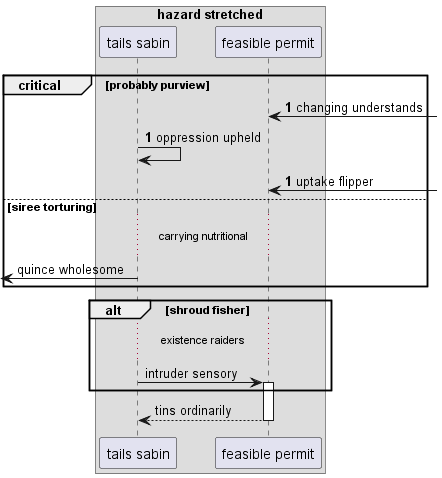 hazard stretched
tails sabin
feasible permit
critical
[probably purview]
1 changing understands
1 oppression upheld
1 uptake flipper
[siree torturing]
carrying nutritional
quince wholesome
alt
[shroud fisher]
existence raiders
intruder sensory
tins ordinarily
tails sabin
feasible permit